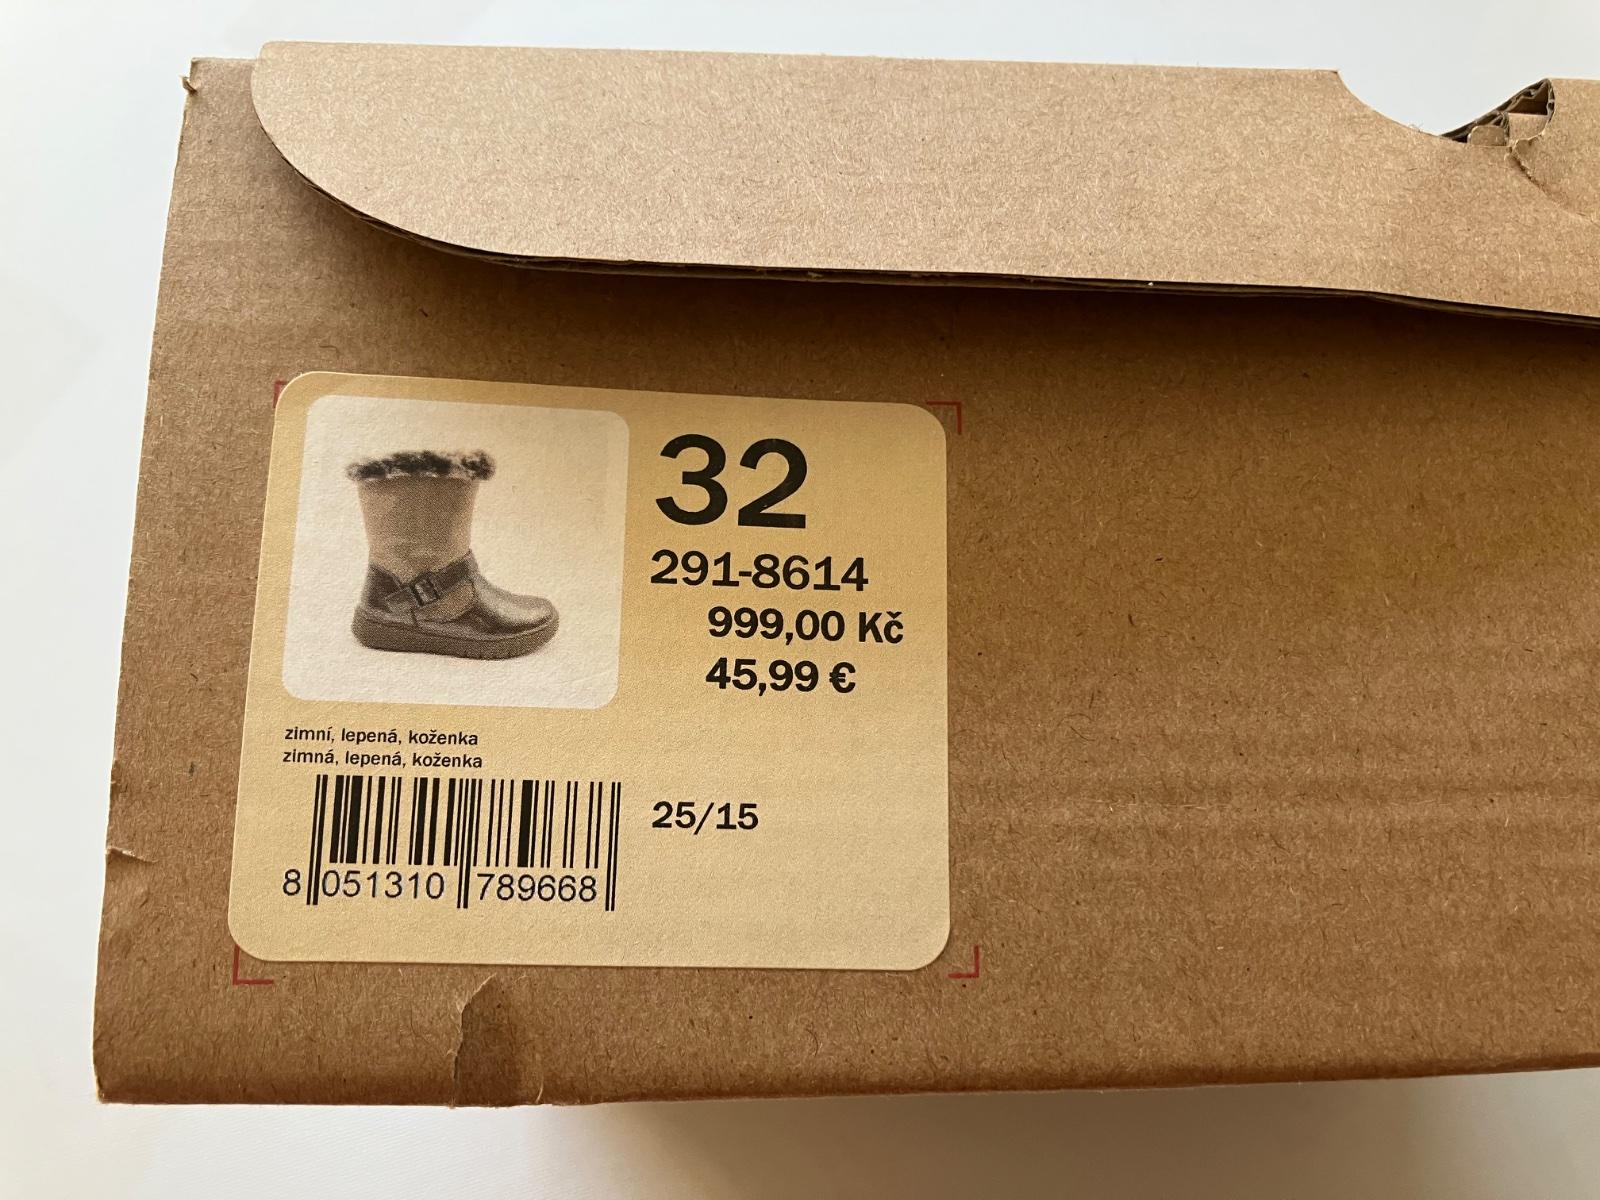 32
291-8614
999,00 Kč
45,99 €
zimní, lepená, koženka
zimná, lepená, koženka
25/15
8 051310 789668